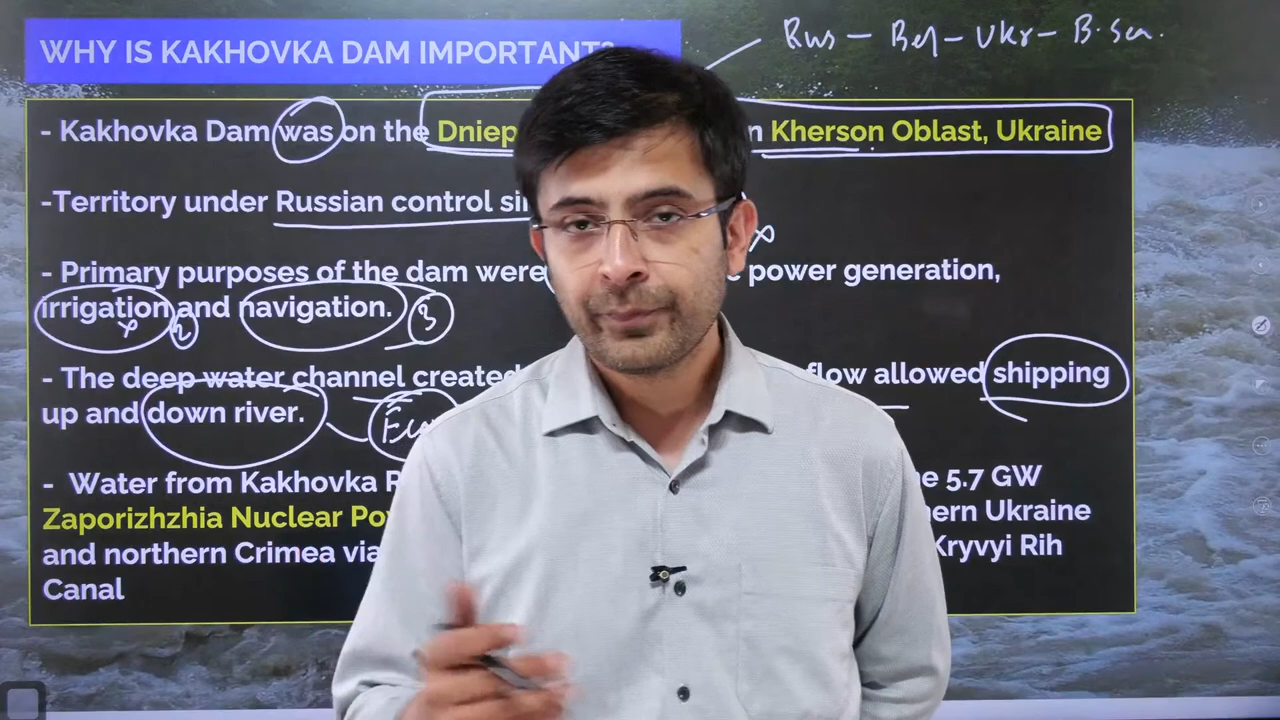 WHY IS KAKHOVKA DAM IMPORTANT?
Rus - Bel - Ukr - B. Sea.
- Kakhovka Dam was on the Dniep n Kherson Oblast, Ukraine
-Territory under Russian control si
- Primary purposes of the dam were power generation,
irrigation and navigation. 3
- The deep water channel created flow allowed shipping
up and down river.
- Water from Kakhovka R e 5.7 GW
Zaporizhzhia Nuclear Po hern Ukraine
and northern Crimea via Kryvyi Rih
Canal